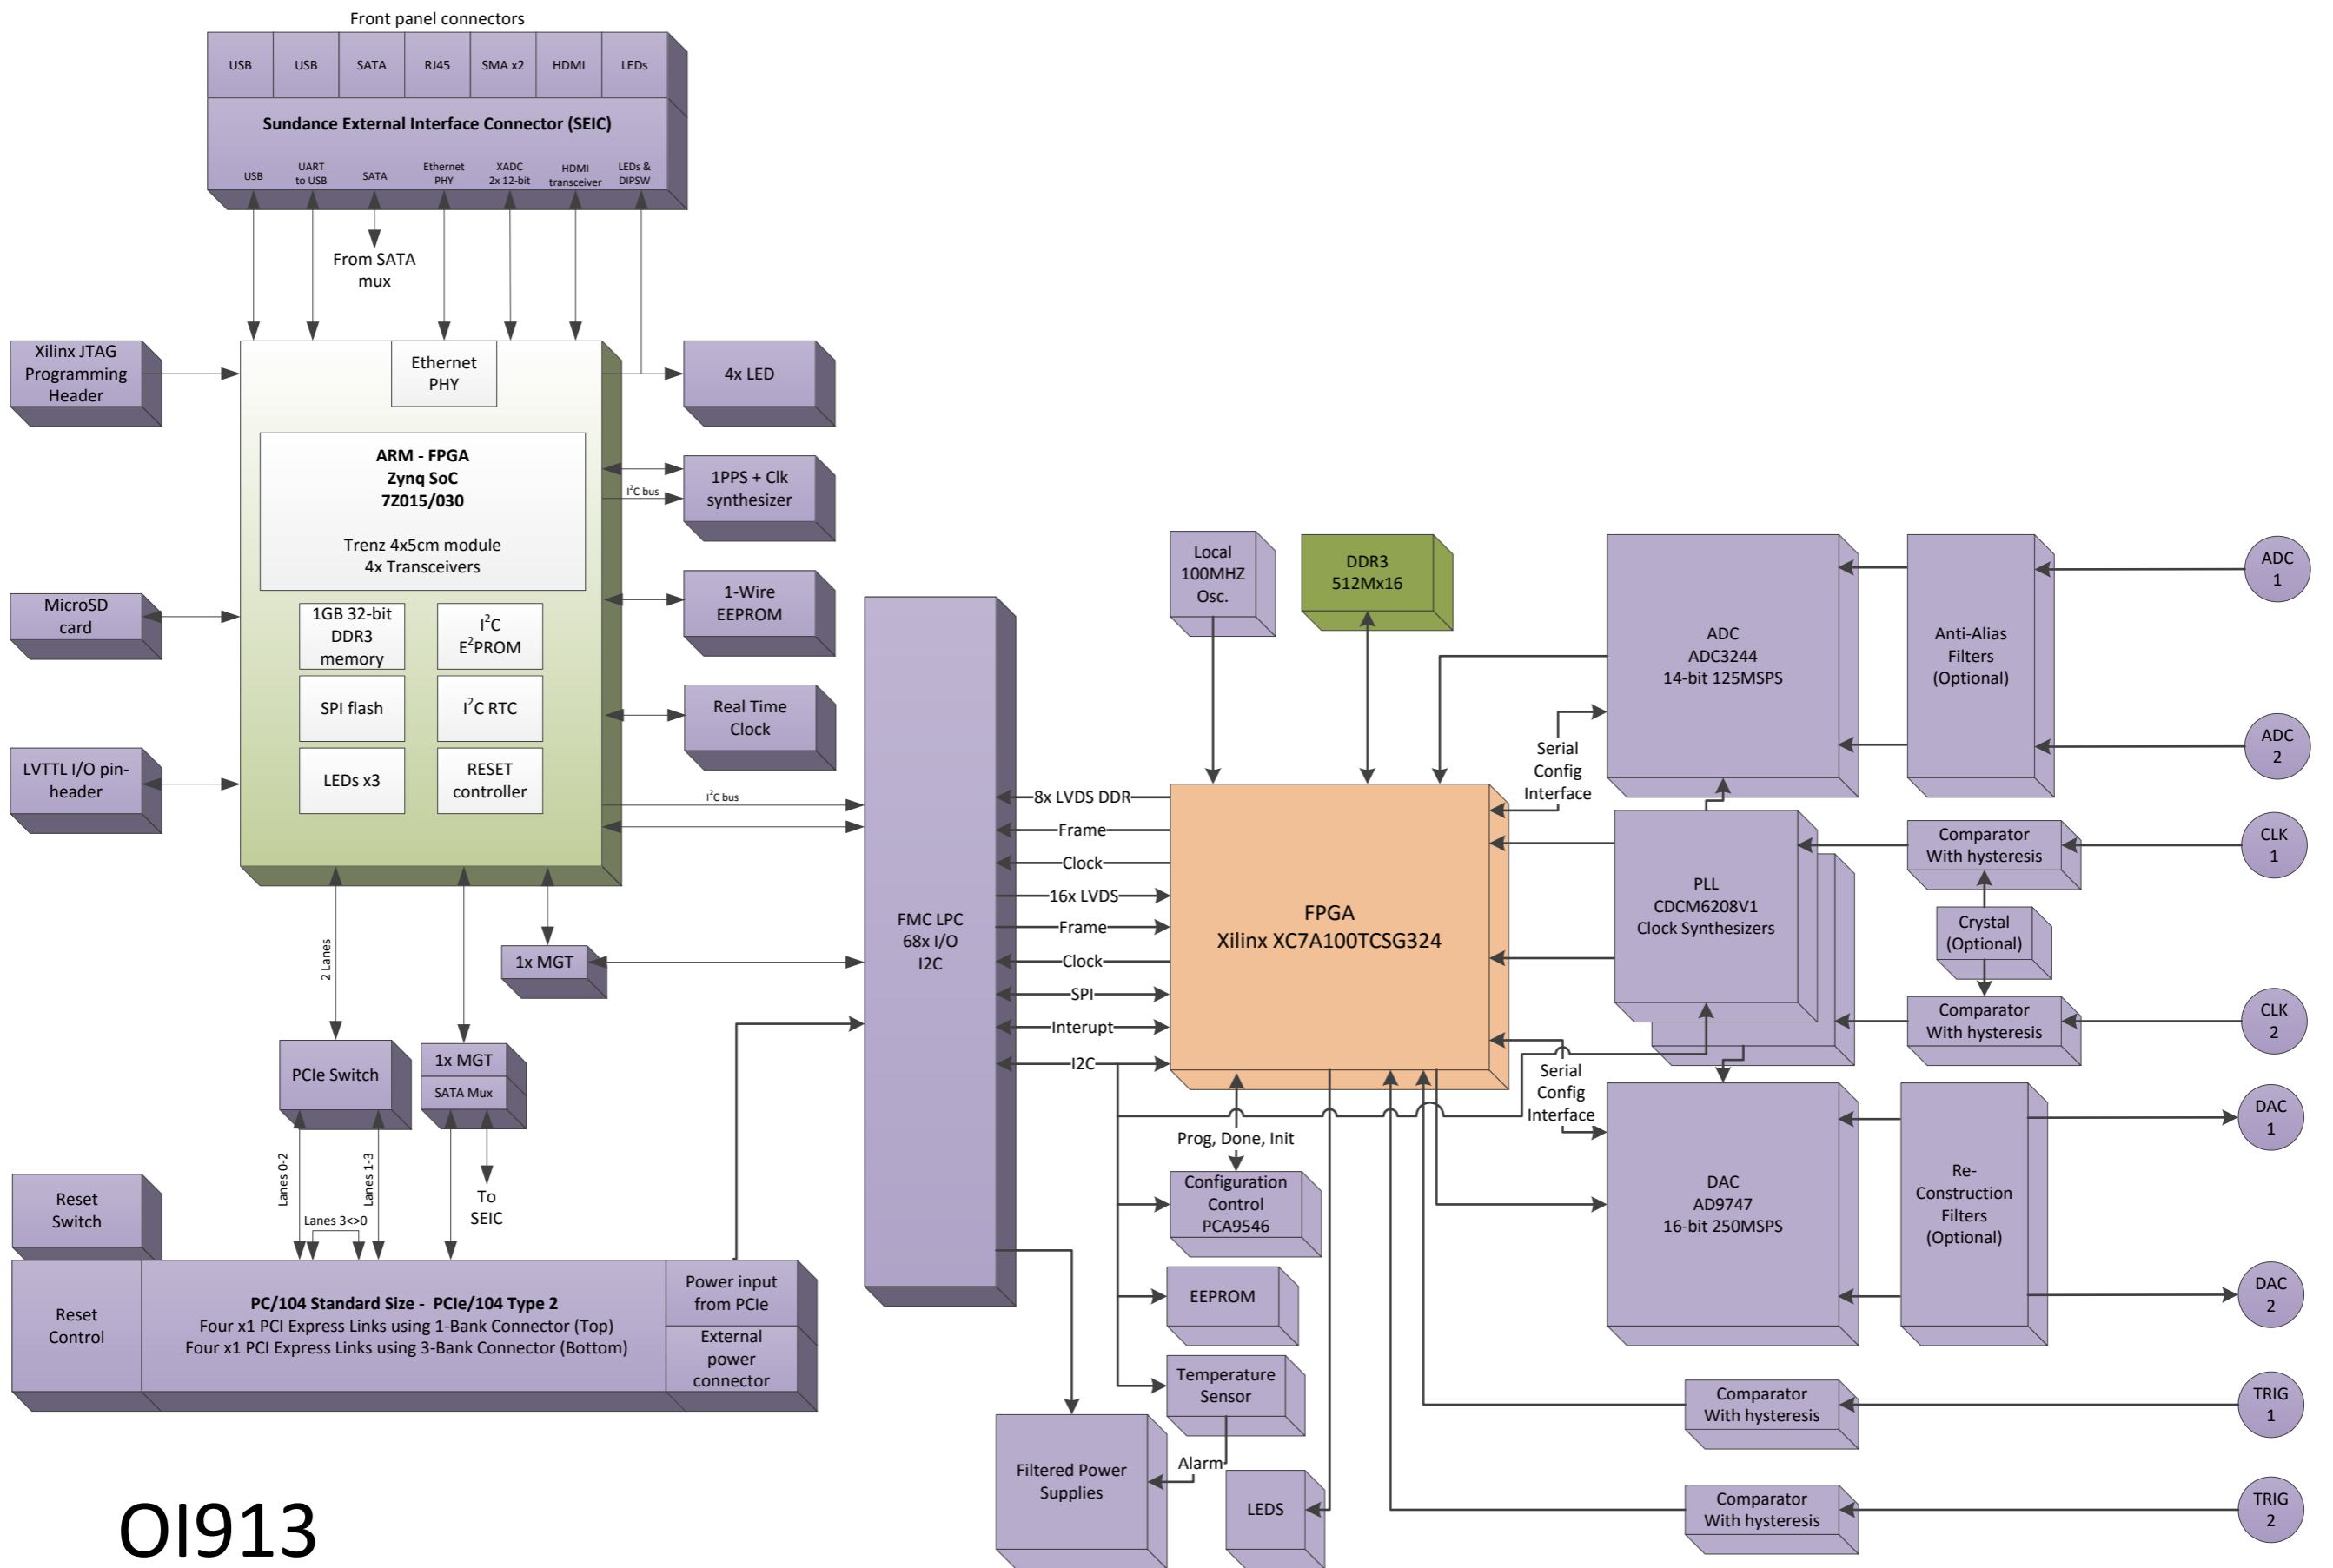 Front panel connectors
USB
USB
SATA
RJ45
SMA x2
HDMI
LEDs
Sundance External Interface Connector (SEIC)
USB
UART
to USB
SATA
Ethernet
PHY
XADC
2x 12-bit
HDMI
transceiver
LEDs &
DIPSW
From SATA
mux
Xilinx JTAG
Programming
Header
Ethernet
PHY
4x LED
ARM - FPGA
Zynq SoC
7Z015/030
Trenz 4x5cm module
4x Transceivers
I²C bus
1PPS + Clk
synthesizer
MicroSD
card
1GB 32-bit
DDR3
memory
I²C
E²PROM
1-Wire
EEPROM
SPI flash
I²C RTC
Real Time
Clock
LVTTL I/O pin-
header
LEDs x3
RESET
controller
I²C bus
2 Lanes
1x MGT
PCIe Switch
1x MGT
SATA Mux
Lanes 0-2
Lanes 1-3
Lanes 3<>0
To
SEIC
Reset
Switch
Reset
Control
PC/104 Standard Size - PCIe/104 Type 2
Four x1 PCI Express Links using 1-Bank Connector (Top)
Four x1 PCI Express Links using 3-Bank Connector (Bottom)
Power input
from PCIe
External
power
connector
FMC LPC
68x I/O
I2C
8x LVDS DDR
Frame
Clock
16x LVDS
Frame
Clock
SPI
Interupt
I2C
Local
100MHZ
Osc.
DDR3
512Mx16
FPGA
Xilinx XC7A100TCSG324
Serial
Config
Interface
ADC
ADC3244
14-bit 125MSPS
Anti-Alias
Filters
(Optional)
ADC
1
ADC
2
PLL
CDCM6208V1
Clock Synthesizers
Comparator
With hysteresis
CLK
1
Crystal
(Optional)
Comparator
With hysteresis
CLK
2
Serial
Config
Interface
DAC
AD9747
16-bit 250MSPS
Re-
Construction
Filters
(Optional)
DAC
1
DAC
2
Prog, Done, Init
Configuration
Control
PCA9546
EEPROM
Temperature
Sensor
Alarm
Filtered Power
Supplies
LEDS
Comparator
With hysteresis
TRIG
1
Comparator
With hysteresis
TRIG
2
OI913